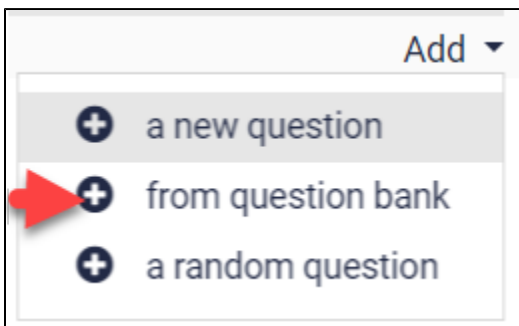 Add
a new question
from question bank
a random question